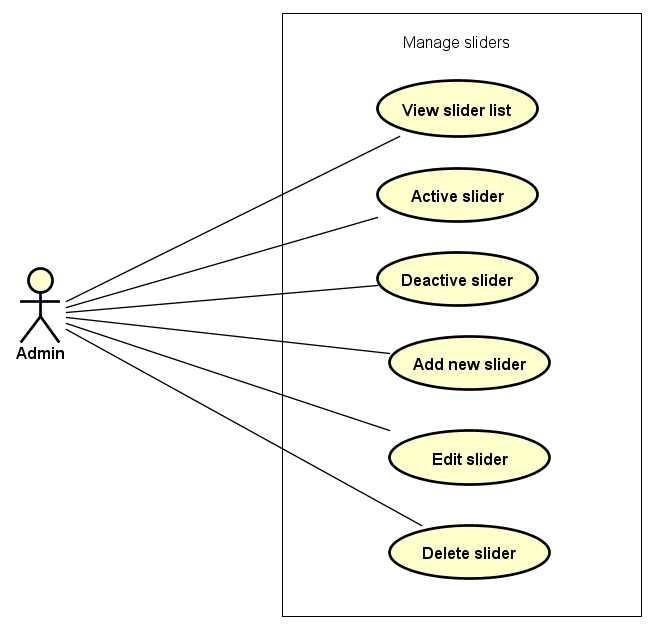 Manage sliders
View slider list
Active slider
Deactive slider
Admin
Add new slider
Edit slider
Delete slider